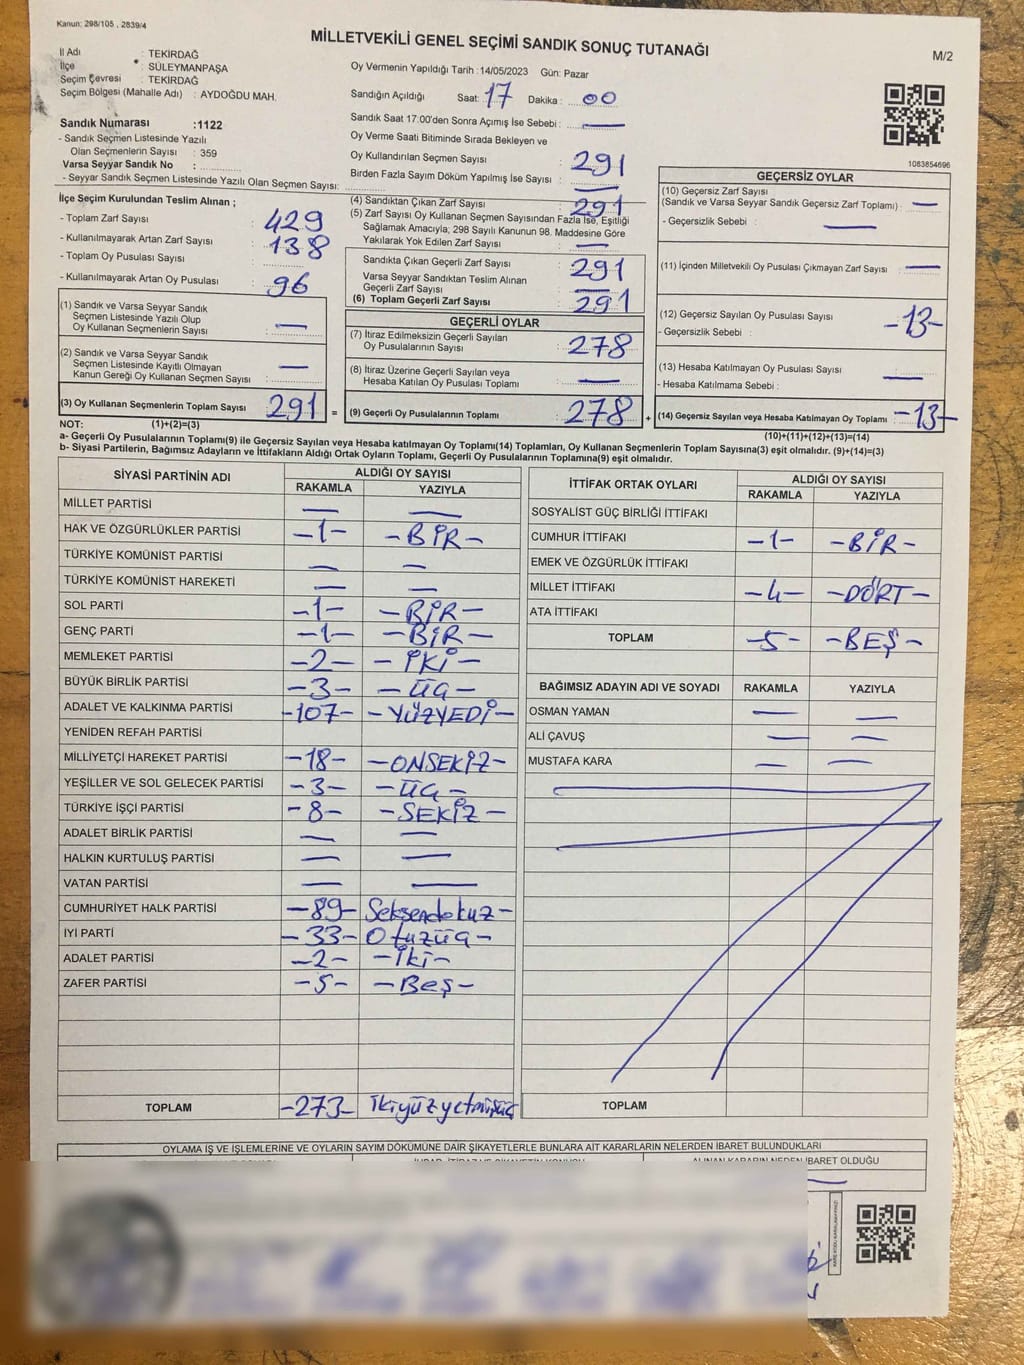 Kanun: 298/105 , 2839/4
MİLLETVEKİLİ GENEL SEÇİMİ SANDIK SONUÇ TUTANAĞI
M/2
İl Adı : TEKİRDAĞ
İlçe : SÜLEYMANPAŞA
Seçim Çevresi : TEKİRDAĞ
Seçim Bölgesi (Mahalle Adı) : AYDOĞDU MAH.
Sandık Numarası :1122
- Sandık Seçmen Listesinde Yazılı
Olan Seçmenlerin Sayısı : 359
Varsa Seyyar Sandık No :
- Seyyar Sandık Seçmen Listesinde Yazılı Olan Seçmen Sayısı:
Oy Vermenin Yapıldığı Tarih :14/05/2023 Gün: Pazar
Sandığın Açıldığı Saat: 17 Dakika : 00
Sandık Saat 17:00'den Sonra Açımış İse Sebebi : —
Oy Verme Saati Bitiminde Sırada Bekleyen ve
Oy Kullandırılan Seçmen Sayısı : 291
Birden Fazla Sayım Döküm Yapılmış İse Sayısı : —
1083854696
İlçe Seçim Kurulundan Teslim Alınan ;
- Toplam Zarf Sayısı : 429
- Kullanılmayarak Artan Zarf Sayısı : 138
- Toplam Oy Pusulası Sayısı :
- Kullanılmayarak Artan Oy Pusulası : 96
(1) Sandık ve Varsa Seyyar Sandık
Seçmen Listesinde Yazılı Olup
Oy Kullanan Seçmenlerin Sayısı : —
(2) Sandık ve Varsa Seyyar Sandık
Seçmen Listesinde Kayıtlı Olmayan
Kanun Gereği Oy Kullanan Seçmen Sayısı : —
(3) Oy Kullanan Seçmenlerin Toplam Sayısı 291 =
(4) Sandıktan Çıkan Zarf Sayısı : 291
(5) Zarf Sayısı Oy Kullanan Seçmen Sayısından Fazla İse, Eşitliği
Sağlamak Amacıyla; 298 Sayılı Kanunun 98. Maddesine Göre
Yakılarak Yok Edilen Zarf Sayısı : —
Sandıkta Çıkan Geçerli Zarf Sayısı : 291
Varsa Seyyar Sandıktan Teslim Alınan
Geçerli Zarf Sayısı : —
(6) Toplam Geçerli Zarf Sayısı : 291
GEÇERLİ OYLAR
(7) İtiraz Edilmeksizin Geçerli Sayılan
Oy Pusulalarının Sayısı : 278
(8) İtiraz Üzerine Geçerli Sayılan veya
Hesaba Katılan Oy Pusulası Toplamı : —
(9) Geçerli Oy Pusulalarının Toplamı : 278 +
GEÇERSİZ OYLAR
(10) Geçersiz Zarf Sayısı
(Sandık ve Varsa Seyyar Sandık Geçersiz Zarf Toplamı) : —
- Geçersizlik Sebebi : —
(11) İçinden Milletvekili Oy Pusulası Çıkmayan Zarf Sayısı : —
(12) Geçersiz Sayılan Oy Pusulası Sayısı : -13-
- Geçersizlik Sebebi :
(13) Hesaba Katılmayan Oy Pusulası Sayısı : —
- Hesaba Katılmama Sebebi :
(14) Geçersiz Sayılan veya Hesaba Katılmayan Oy Toplamı -13-
NOT: (1)+(2)=(3)
(10)+(11)+(12)+(13)=(14)
a- Geçerli Oy Pusulalarının Toplamı(9) ile Geçersiz Sayılan veya Hesaba katılmayan Oy Toplamı(14) Toplamları, Oy Kullanan Seçmenlerin Toplam Sayısına(3) eşit olmalıdır. (9)+(14)=(3)
b- Siyasi Partilerin, Bağımsız Adayların ve İttifakların Aldığı Ortak Oyların Toplamı, Geçerli Oy Pusulalarının Toplamına(9) eşit olmalıdır.
SİYASİ PARTİNİN ADI ALDIĞI OY SAYISI
RAKAMLA YAZIYLA
MİLLET PARTİSİ — —
HAK VE ÖZGÜRLÜKLER PARTİSİ -1- -BİR-
TÜRKİYE KOMÜNİST PARTİSİ — —
TÜRKİYE KOMÜNİST HAREKETİ — —
SOL PARTİ -1- -BİR-
GENÇ PARTİ -1- -BİR-
MEMLEKET PARTİSİ -2- -İKİ-
BÜYÜK BİRLİK PARTİSİ -3- -ÜÇ-
ADALET VE KALKINMA PARTİSİ -107- -YÜZYEDİ-
YENİDEN REFAH PARTİSİ
MİLLİYETÇİ HAREKET PARTİSİ -18- -ONSEKİZ-
YEŞİLLER VE SOL GELECEK PARTİSİ -3- -ÜÇ-
TÜRKİYE İŞÇİ PARTİSİ -8- -SEKİZ-
ADALET BİRLİK PARTİSİ — —
HALKIN KURTULUŞ PARTİSİ — —
VATAN PARTİSİ — —
CUMHURİYET HALK PARTİSİ -89- Seksendokuz-
İYİ PARTİ -33- Otuzüç-
ADALET PARTİSİ -2- -İki-
ZAFER PARTİSİ -5- -Beş-
TOPLAM -273- ikiyüzyetmişüç
İTTİFAK ORTAK OYLARI ALDIĞI OY SAYISI
RAKAMLA YAZIYLA
SOSYALİST GÜÇ BİRLİĞİ İTTİFAKI
CUMHUR İTTİFAKI -1- -BİR-
EMEK VE ÖZGÜRLÜK İTTİFAKI
MİLLET İTTİFAKI -4- -DÖRT-
ATA İTTİFAKI
TOPLAM -5- -BEŞ-
BAĞIMSIZ ADAYIN ADI VE SOYADI RAKAMLA YAZIYLA
OSMAN YAMAN — —
ALİ ÇAVUŞ — —
MUSTAFA KARA — —
TOPLAM
OYLAMA İŞ VE İŞLEMLERİNE VE OYLARIN SAYIM DÖKÜMÜNE DAİR ŞİKAYETLERLE BUNLARA AİT KARARLARIN NELERDEN İBARET BULUNDUKLARI
ALINAN KARARIN NEDEN İBARET OLDUĞU